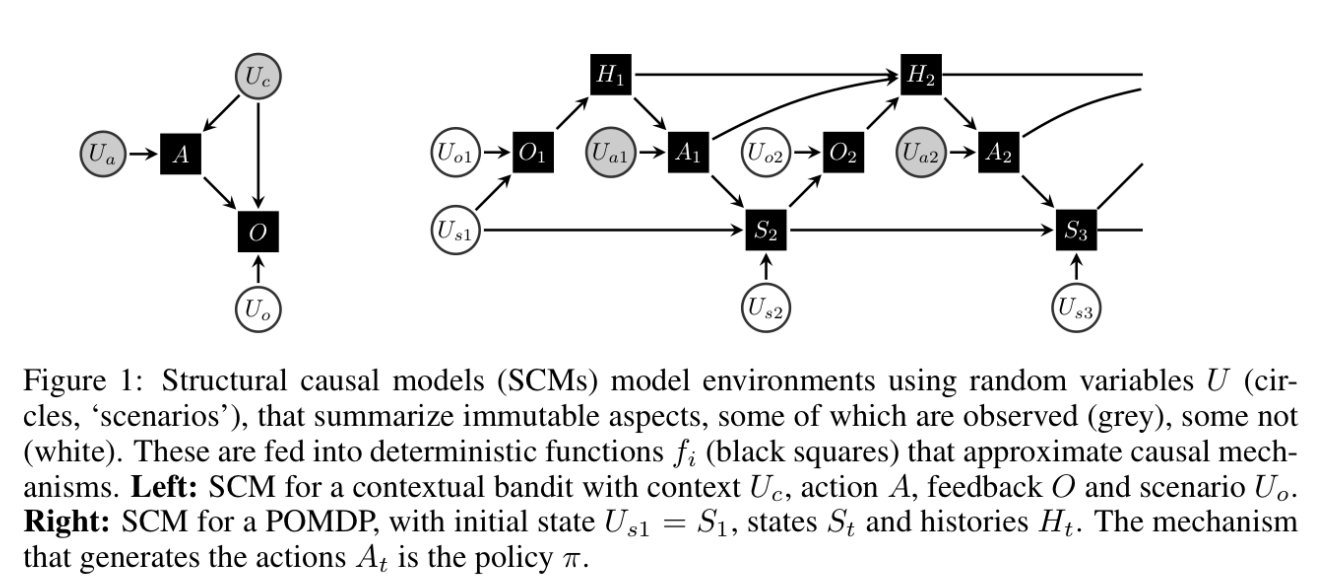 U_c
H_1
H_2
U_a
A
U_o1
O_1
U_a1
A_1
U_o2
O_2
U_a2
A_2
O
U_s1
S_2
S_3
U_o
U_s2
U_s3
Figure 1: Structural causal models (SCMs) model environments using random variables U (cir-
cles, ‘scenarios’), that summarize immutable aspects, some of which are observed (grey), some not
(white). These are fed into deterministic functions f_i (black squares) that approximate causal mech-
anisms. Left: SCM for a contextual bandit with context U_c, action A, feedback O and scenario U_o.
Right: SCM for a POMDP, with initial state U_s1 = S_1, states S_t and histories H_t. The mechanism
that generates the actions A_t is the policy π.